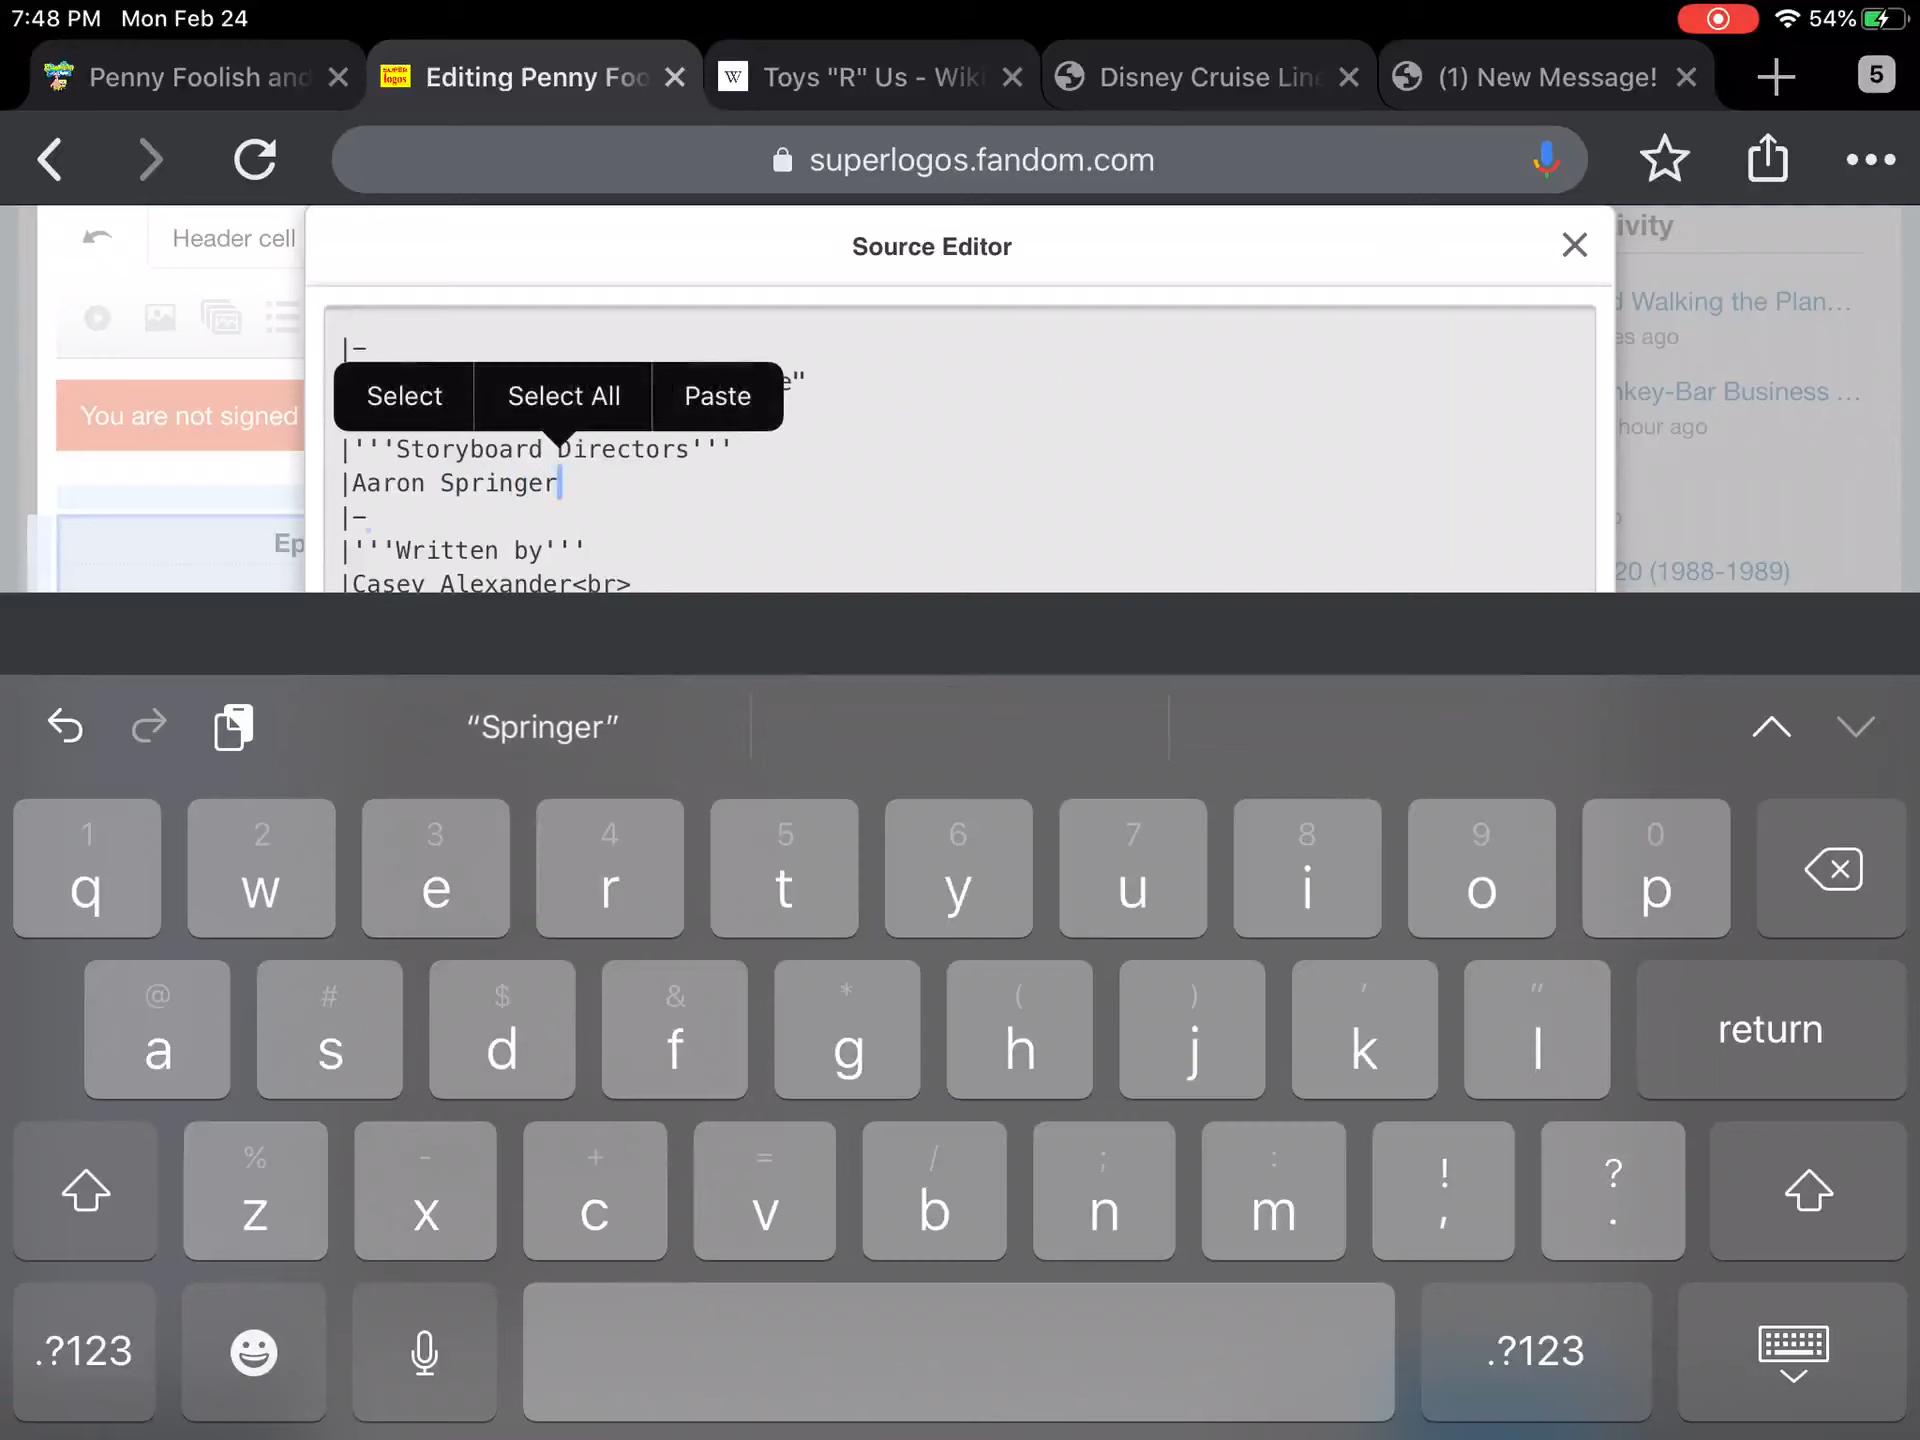 7:48 PM Mon Feb 24
54%
Penny Foolish and
Editing Penny Foo
W Toys "R" Us - Wiki
Disney Cruise Line
(1) New Message!
5
superlogos.fandom.com
Header cell
Source Editor
ivity
|-
Select Select All Paste
e"
|'''Storyboard Directors'''
|Aaron Springer
|-
|'''Written by'''
|Casey Alexander<br>
You are not signed
Ep
d Walking the Plan...
es ago
nkey-Bar Business ...
hour ago
20 (1988-1989)
“Springer”
1 2 3 4 5 6 7 8 9 0
q w e r t y u i o p
@ # $ & * ( ) ' "
a s d f g h j k l return
% - + = / ; : ! ?
z x c v b n m , .
.?123 .?123